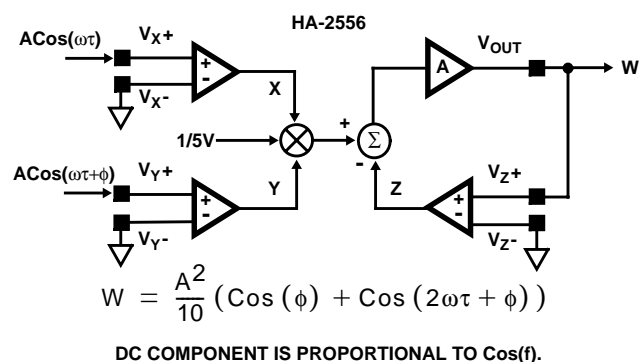 HA-2556
ACos(ωτ)
VX+
VX-
X
1/5V
ACos(ωτ+φ)
VY+
VY-
Y
+
-
+
-
+
-
Σ
A
VOUT
W
Z
VZ+
VZ-
+
-
W = A²/10 (Cos (φ) + Cos (2ωτ + φ))
DC COMPONENT IS PROPORTIONAL TO Cos(f).